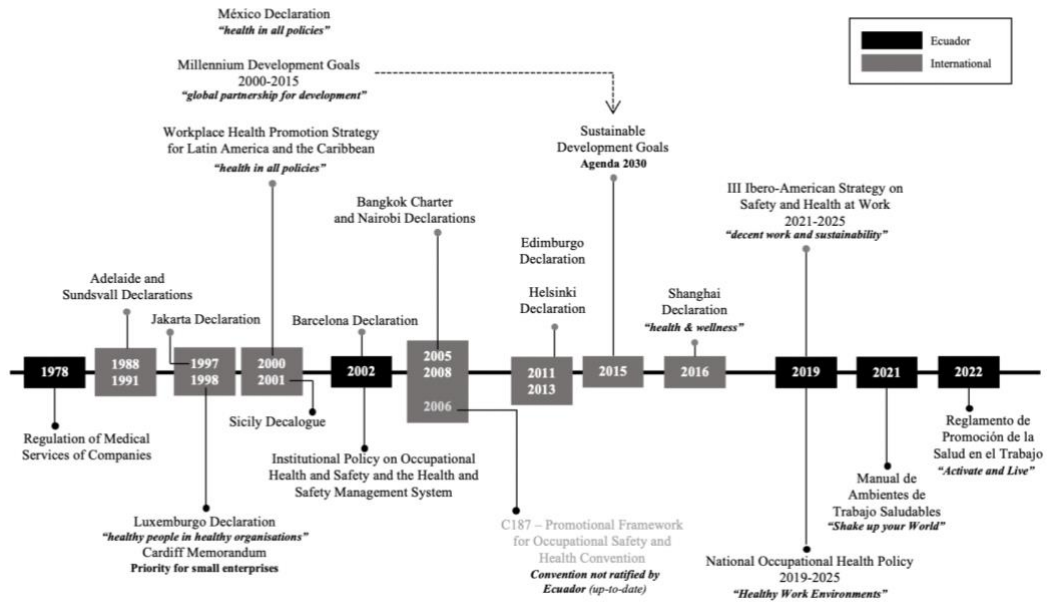 México Declaration
“health in all policies”
Millennium Development Goals
2000-2015
“global partnership for development”
Workplace Health Promotion Strategy
for Latin America and the Caribbean
“health in all policies”
Ecuador
International
Sustainable
Development Goals
Agenda 2030
Bangkok Charter
and Nairobi Declarations
III Ibero-American Strategy on
Safety and Health at Work
2021-2025
“decent work and sustainability”
Edimburgo
Declaration
Helsinki
Declaration
Adelaide and
Sundsvall Declarations
Jakarta Declaration
Barcelona Declaration
Shanghai
Declaration
“health & wellness”
1978
1988
1991
1997
1998
2000
2001
2002
2005
2008
2006
2011
2013
2015
2016
2019
2021
2022
Regulation of Medical
Services of Companies
Luxemburgo Declaration
“healthy people in healthy organisations”
Cardiff Memorandum
Priority for small enterprises
Sicily Decalogue
Institutional Policy on Occupational
Health and Safety and the Health and
Safety Management System
C187 – Promotional Framework
for Occupational Safety and
Health Convention
Convention not ratified by
Ecuador (up-to-date)
National Occupational Health Policy
2019-2025
“Healthy Work Environments”
Manual de
Ambientes de
Trabajo Saludables
“Shake up your World”
Reglamento de
Promoción de la
Salud en el Trabajo
“Activate and Live”